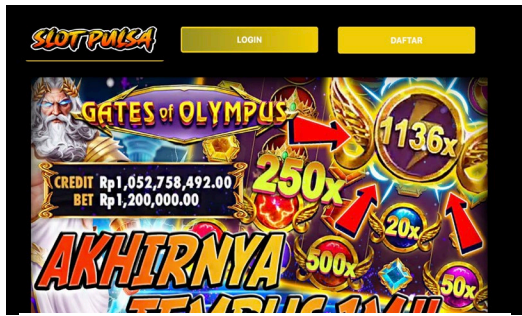 SLOT PULSA
LOGIN
DAFTAR
GATES of OLYMPUS
1136x
CREDIT Rp1,052,758,492.00
BET Rp1,200,000.00
250x
20x
AKHIRNYA
500x
50x